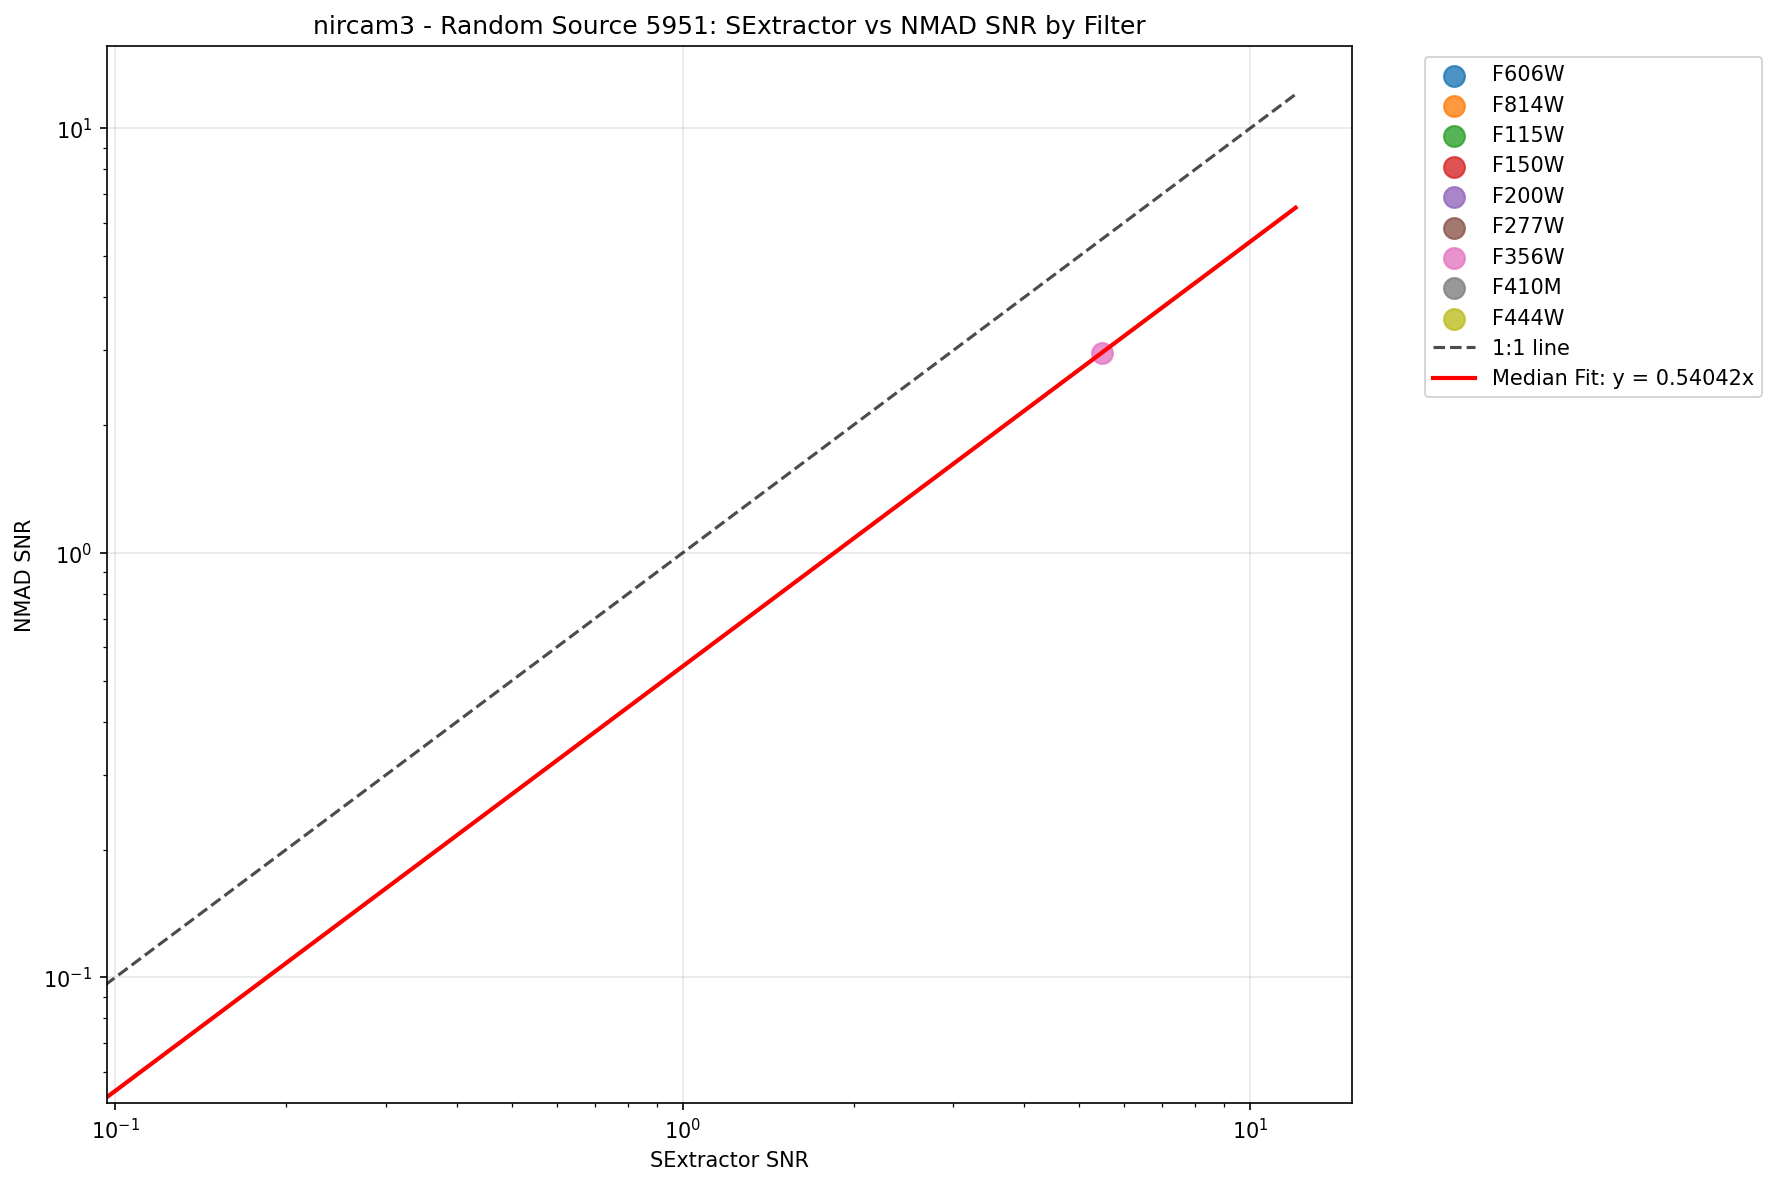 nircam3 - Random Source 5951: SExtractor vs NMAD SNR by Filter
F606W
F814W
F115W
F150W
F200W
F277W
F356W
F410M
F444W
1:1 line
Median Fit: y = 0.54042x
NMAD SNR
10¹
10⁰
10⁻¹
10⁻¹
10⁰
10¹
SExtractor SNR